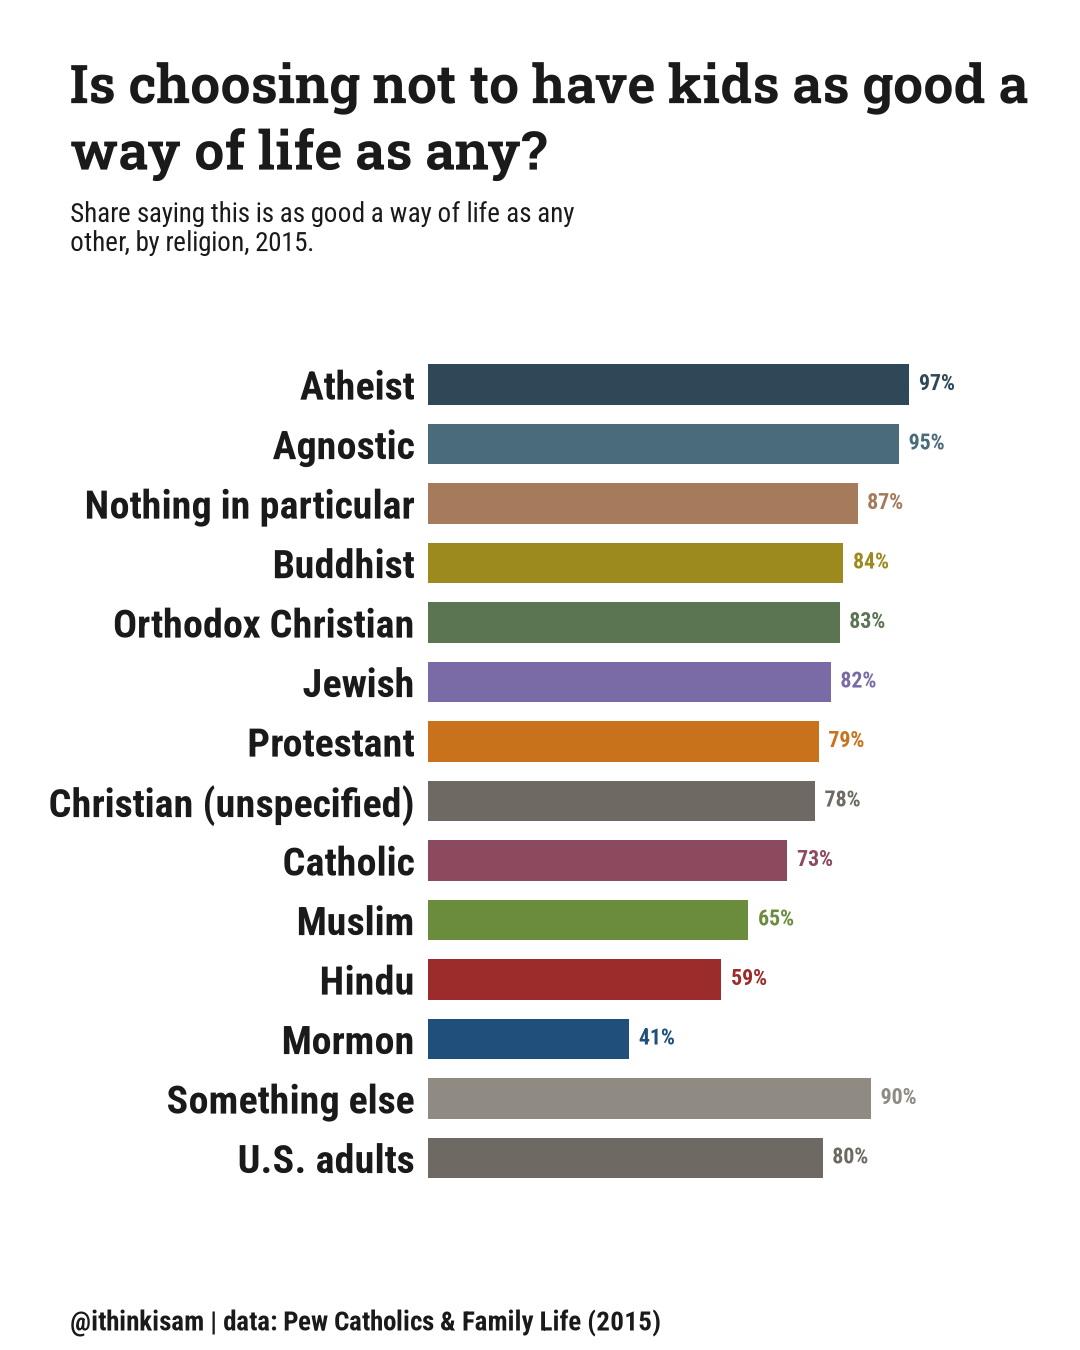 Is choosing not to have kids as good a
way of life as any?
Share saying this is as good a way of life as any
other, by religion, 2015.
Atheist 97%
Agnostic 95%
Nothing in particular 87%
Buddhist 84%
Orthodox Christian 83%
Jewish 82%
Protestant 79%
Christian (unspecified) 78%
Catholic 73%
Muslim 65%
Hindu 59%
Mormon 41%
Something else 90%
U.S. adults 80%
@ithinkisam | data: Pew Catholics & Family Life (2015)